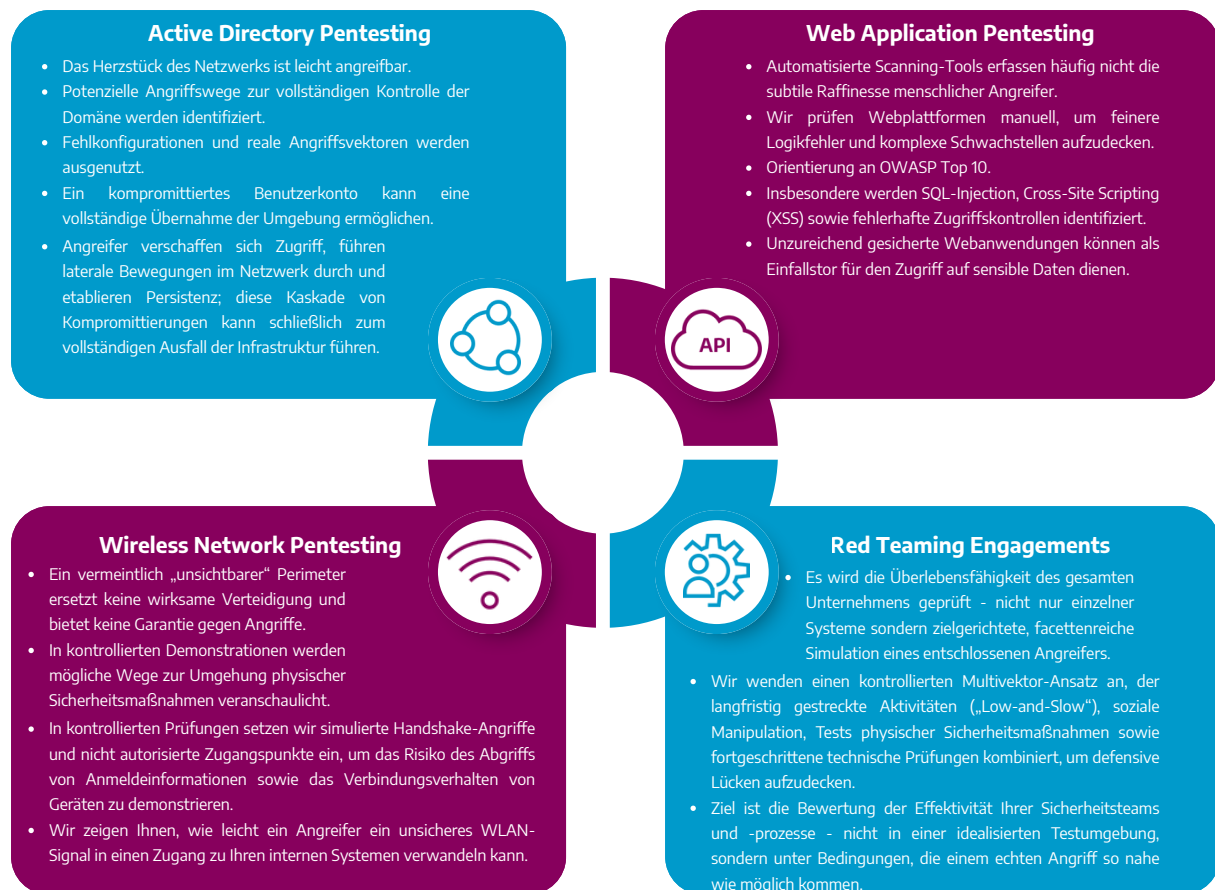 Active Directory Pentesting
• Das Herzstück des Netzwerks ist leicht angreifbar.
• Potenzielle Angriffswege zur vollständigen Kontrolle der
Domäne werden identifiziert.
• Fehlkonfigurationen und reale Angriffsvektoren werden
ausgenutzt.
• Ein kompromittiertes Benutzerkonto kann eine
vollständige Übernahme der Umgebung ermöglichen.
• Angreifer verschaffen sich Zugriff, führen
laterale Bewegungen im Netzwerk durch und
etablieren Persistenz; diese Kaskade von
Kompromittierungen kann schließlich zum
vollständigen Ausfall der Infrastruktur führen.
Web Application Pentesting
• Automatisierte Scanning-Tools erfassen häufig nicht die
subtile Raffinesse menschlicher Angreifer.
• Wir prüfen Webplattformen manuell, um feinere
Logikfehler und komplexe Schwachstellen aufzudecken.
• Orientierung an OWASP Top 10.
• Insbesondere werden SQL-Injection, Cross-Site Scripting
(XSS) sowie fehlerhafte Zugriffskontrollen identifiziert.
• Unzureichend gesicherte Webanwendungen können als
Einfallstor für den Zugriff auf sensible Daten dienen.
API
Wireless Network Pentesting
• Ein vermeintlich „unsichtbarer" Perimeter
ersetzt keine wirksame Verteidigung und
bietet keine Garantie gegen Angriffe.
• In kontrollierten Demonstrationen werden
mögliche Wege zur Umgehung physischer
Sicherheitsmaßnahmen veranschaulicht.
• In kontrollierten Prüfungen setzen wir simulierte Handshake-Angriffe
und nicht autorisierte Zugangspunkte ein, um das Risiko des Abgriffs
von Anmeldeinformationen sowie das Verbindungsverhalten von
Geräten zu demonstrieren.
• Wir zeigen Ihnen, wie leicht ein Angreifer ein unsicheres WLAN-
Signal in einen Zugang zu Ihren internen Systemen verwandeln kann.
Red Teaming Engagements
• Es wird die Überlebensfähigkeit des gesamten
Unternehmens geprüft - nicht nur einzelner
Systeme sondern zielgerichtete, facettenreiche
Simulation eines entschlossenen Angreifers.
• Wir wenden einen kontrollierten Multivektor-Ansatz an, der
langfristig gestreckte Aktivitäten („Low-and-Slow"), soziale
Manipulation, Tests physischer Sicherheitsmaßnahmen sowie
fortgeschrittene technische Prüfungen kombiniert, um defensive
Lücken aufzudecken.
• Ziel ist die Bewertung der Effektivität Ihrer Sicherheitsteams
und -prozesse - nicht in einer idealisierten Testumgebung,
sondern unter Bedingungen, die einem echten Angriff so nahe
wie möglich kommen.